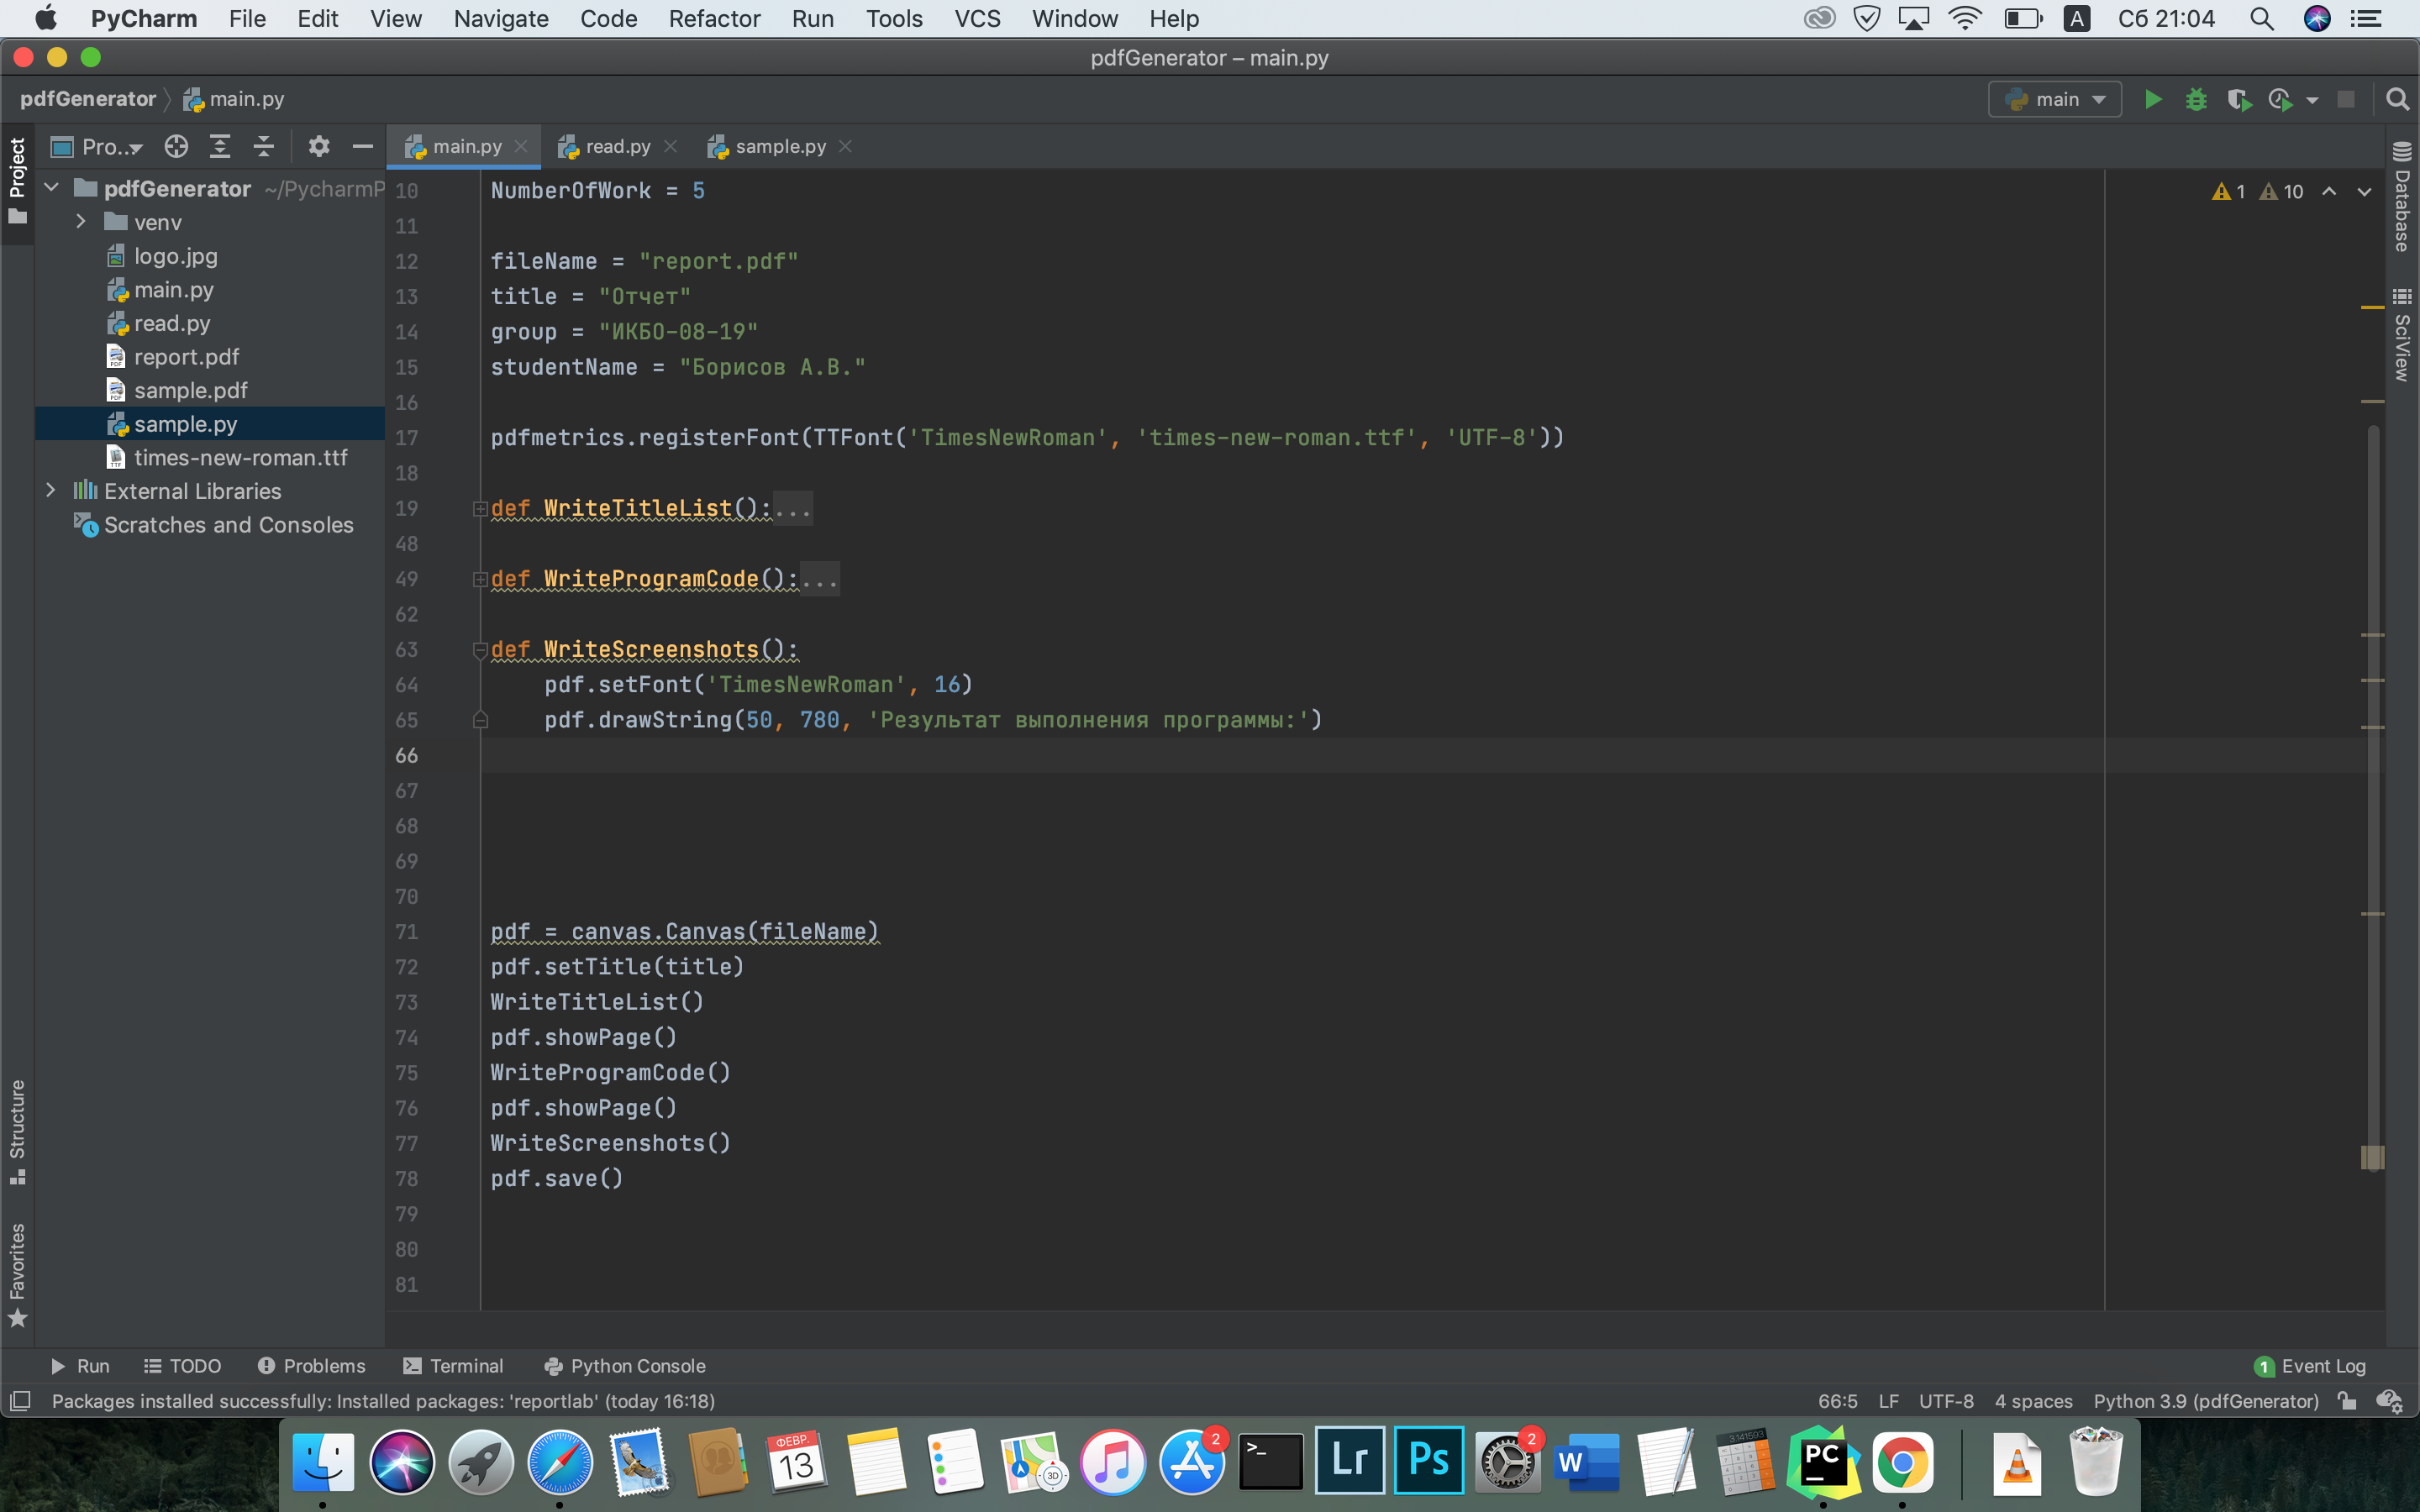 PyCharm File Edit View Navigate Code Refactor Run Tools VCS Window Help A Сб 21:04
pdfGenerator – main.py
pdfGenerator main.py main
Project
Pro... main.py read.py sample.py
pdfGenerator ~/PycharmP
venv
logo.jpg
main.py
read.py
report.pdf
sample.pdf
sample.py
times-new-roman.ttf
External Libraries
Scratches and Consoles
1 10
10 NumberOfWork = 5
11
12 fileName = "report.pdf"
13 title = "Отчет"
14 group = "ИКБО-08-19"
15 studentName = "Борисов А.В."
16
17 pdfmetrics.registerFont(TTFont('TimesNewRoman', 'times-new-roman.ttf', 'UTF-8'))
18
19 def WriteTitleList():...
48
49 def WriteProgramCode():...
62
63 def WriteScreenshots():
64 pdf.setFont('TimesNewRoman', 16)
65 pdf.drawString(50, 780, 'Результат выполнения программы:')
66
67
68
69
70
71 pdf = canvas.Canvas(fileName)
72 pdf.setTitle(title)
73 WriteTitleList()
74 pdf.showPage()
75 WriteProgramCode()
76 pdf.showPage()
77 WriteScreenshots()
78 pdf.save()
79
80
81
Database
SciView
Structure
Favorites
Run TODO Problems Terminal Python Console 1 Event Log
Packages installed successfully: Installed packages: 'reportlab' (today 16:18) 66:5 LF UTF-8 4 spaces Python 3.9 (pdfGenerator)
ФЕВР.
13
3D
2
>_
Lr
Ps
2
W
3.141593
PC